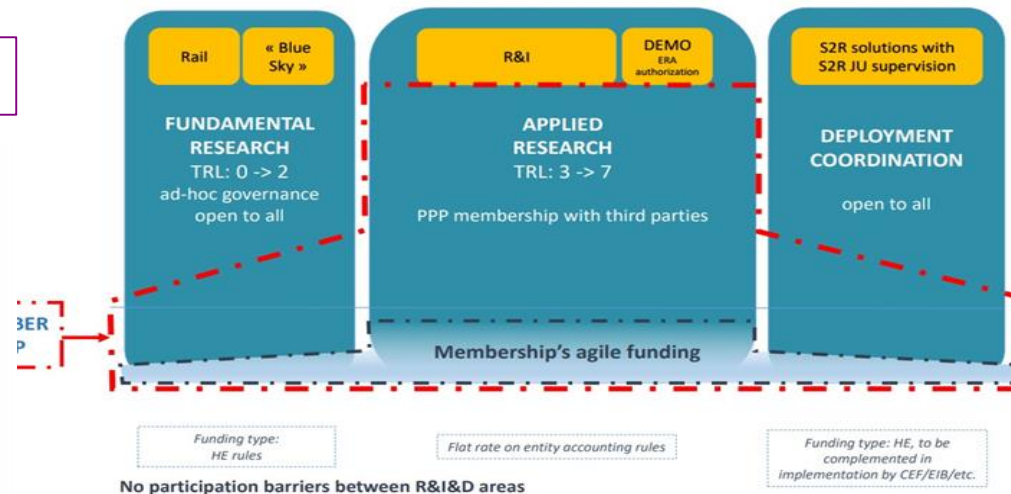 Rail
« Blue
Sky »
R&I
DEMO
ERA
authorization
S2R solutions with
S2R JU supervision
FUNDAMENTAL
RESEARCH
TRL: 0 -> 2
ad-hoc governance
open to all
APPLIED
RESEARCH
TRL: 3 -> 7
PPP membership with third parties
DEPLOYMENT
COORDINATION
open to all
BER
P
Membership's agile funding
Funding type:
HE rules
Flat rate on entity accounting rules
Funding type: HE, to be
complemented in
implementation by CEF/EIB/etc.
No participation barriers between R&I&D areas